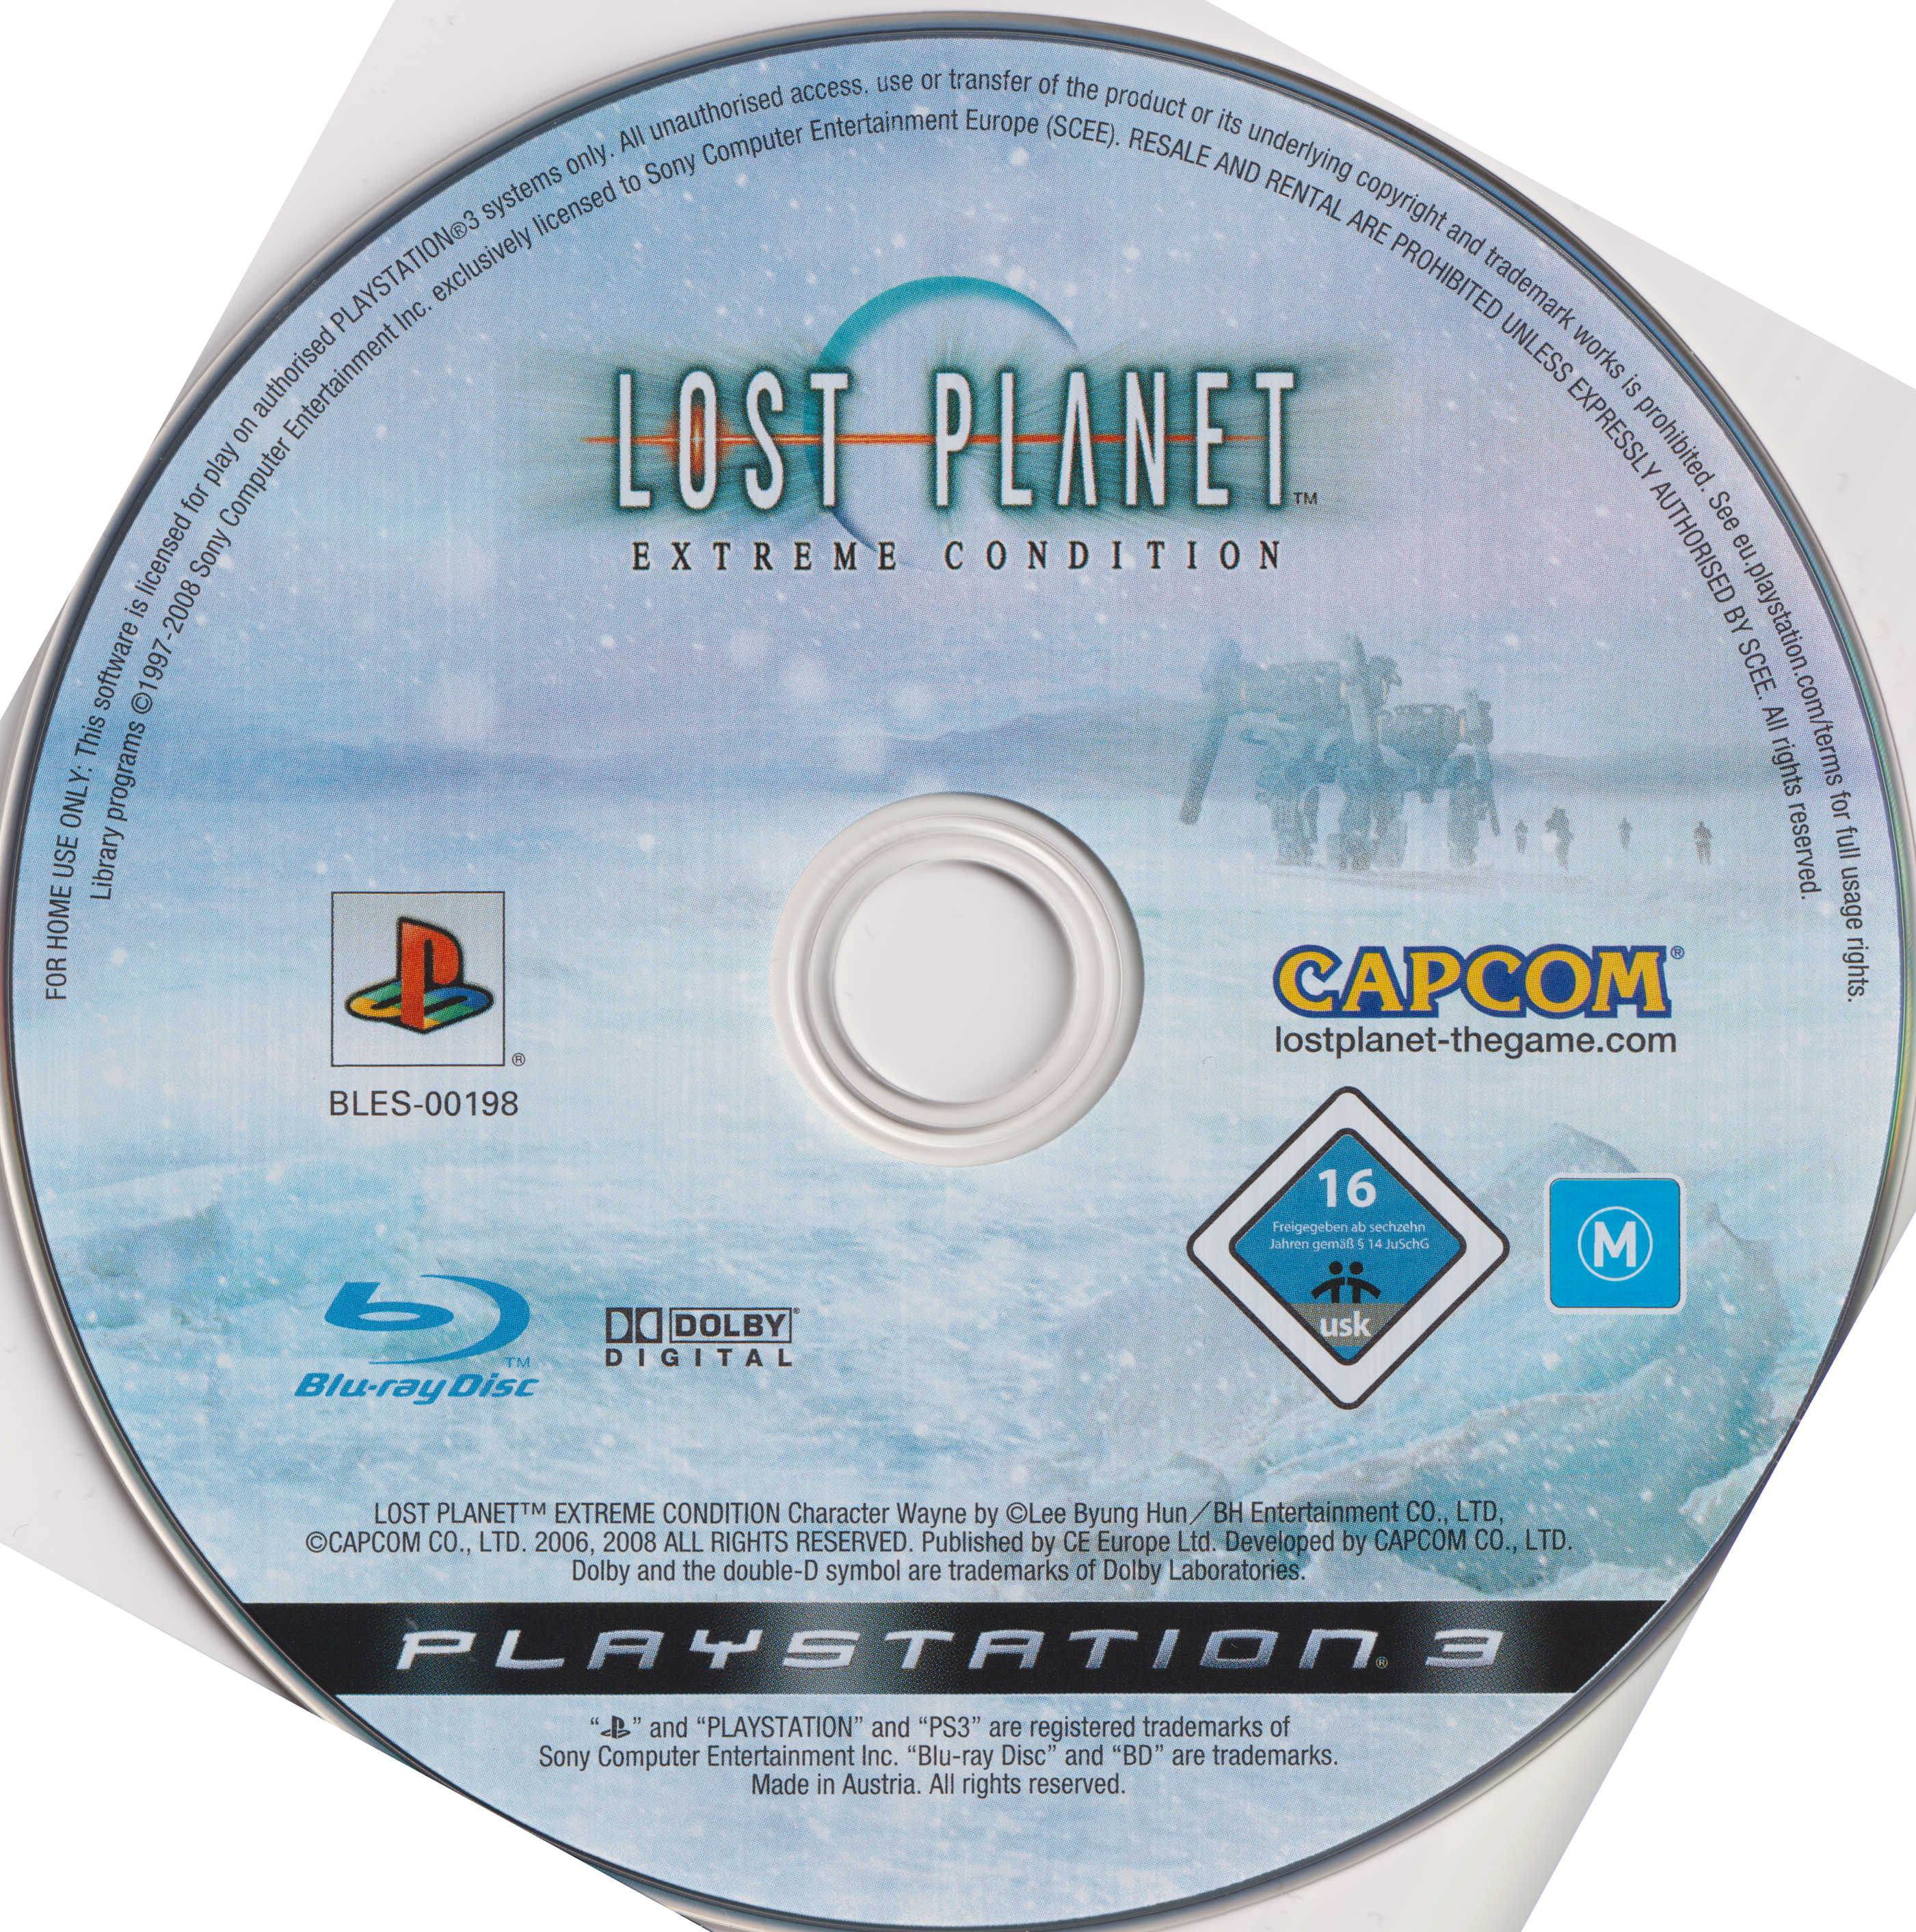 FOR HOME USE ONLY: This software is licensed for play on authorised PLAYSTATION®3 systems only. All unauthorised access, use or transfer of the product or its underlying copyright and trademark works is prohibited. See eu.playstation.com/terms for full usage rights.
Library programs ©1997-2008 Sony Computer Entertainment Inc. exclusively licensed to Sony Computer Entertainment Europe (SCEE). RESALE AND RENTAL ARE PROHIBITED UNLESS EXPRESSLY AUTHORISED BY SCEE. All rights reserved.
LOST PLANET™
EXTREME CONDITION
®
BLES-00198
CAPCOM®
lostplanet-thegame.com
16
Freigegeben ab sechzehn
Jahren gemäß § 14 JuSchG
usk
M
Blu-ray Disc™
DOLBY®
DIGITAL
LOST PLANET™ EXTREME CONDITION Character Wayne by ©Lee Byung Hun/BH Entertainment CO., LTD,
©CAPCOM CO., LTD. 2006, 2008 ALL RIGHTS RESERVED. Published by CE Europe Ltd. Developed by CAPCOM CO., LTD.
Dolby and the double-D symbol are trademarks of Dolby Laboratories.
PLAYSTATION®3
“PS” and “PLAYSTATION” and “PS3” are registered trademarks of
Sony Computer Entertainment Inc. “Blu-ray Disc” and “BD” are trademarks.
Made in Austria. All rights reserved.